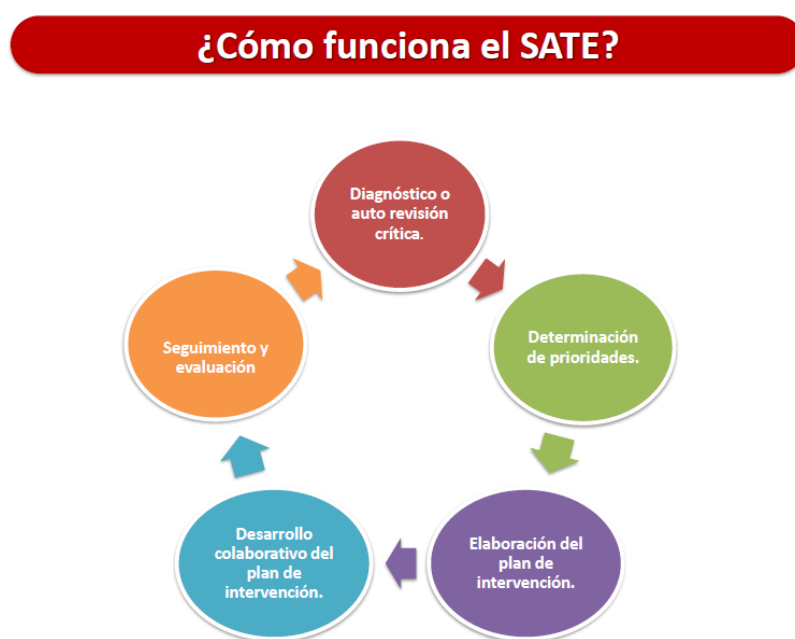 ¿Cómo funciona el SATE?
Diagnóstico o
auto revisión
crítica.
Determinación
de prioridades.
Elaboración del
plan de
intervención.
Desarrollo
colaborativo del
plan de
intervención.
Seguimiento y
evaluación